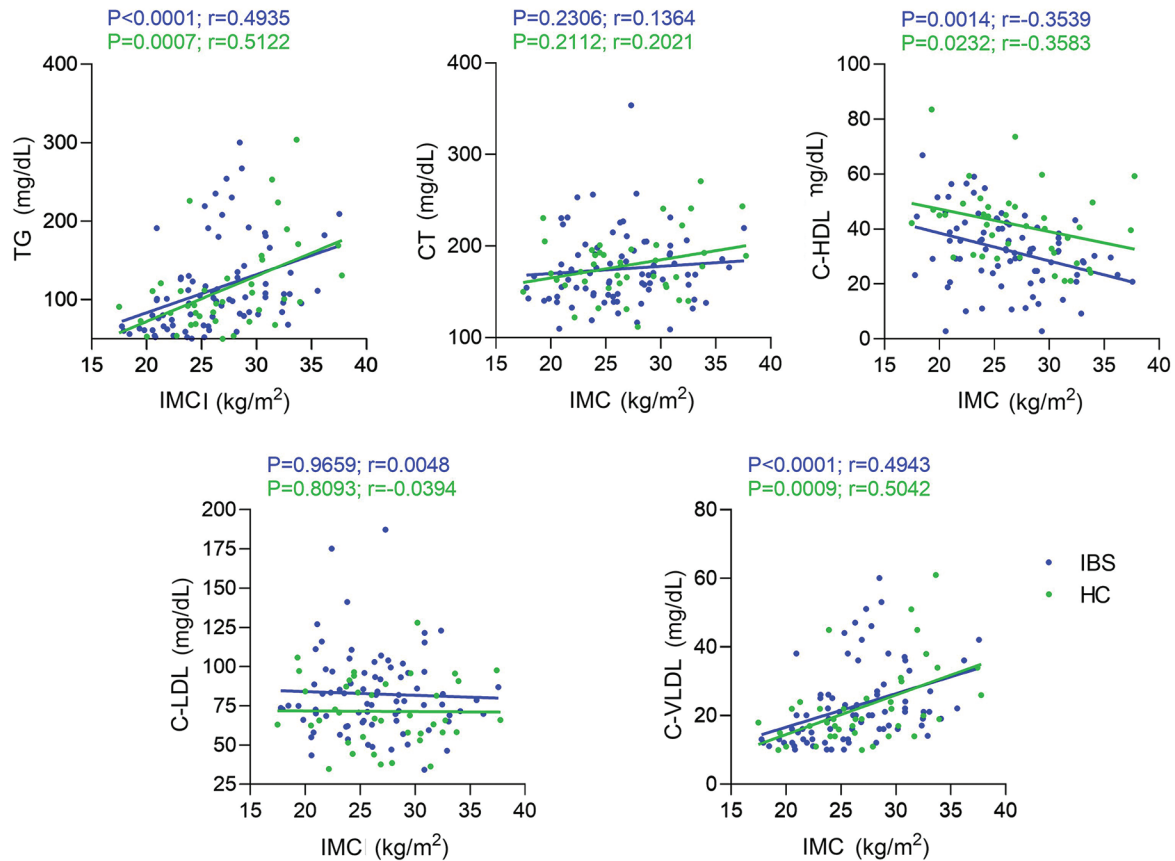 P<0.0001; r=0.4935
P=0.0007; r=0.5122
400
300
200
100
TG (mg/dL)
15 20 25 30 35 40
IMCI (kg/m²)
P=0.2306; r=0.1364
P=0.2112; r=0.2021
400
300
200
100
CT (mg/dL)
15 20 25 30 35 40
IMC (kg/m²)
P=0.0014; r=-0.3539
P=0.0232; r=-0.3583
100
80
60
40
20
0
C-HDL mg/dL)
15 20 25 30 35 40
IMC (kg/m²)
P=0.9659; r=0.0048
P=0.8093; r=-0.0394
200
175
150
125
100
75
50
25
C-LDL (mg/dL)
15 20 25 30 35 40
IMC (kg/m²)
P<0.0001; r=0.4943
P=0.0009; r=0.5042
80
60
40
20
0
C-VLDL (mg/dL)
15 20 25 30 35 40
IMC (kg/m²)
IBS
HC